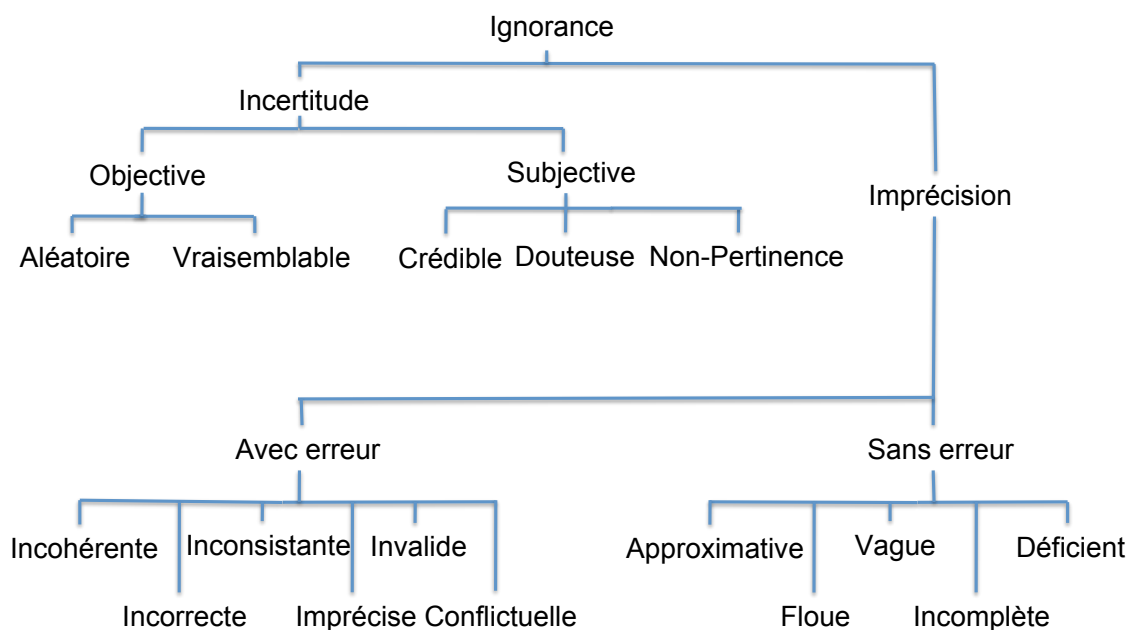 Ignorance
Incertitude
Objective
Subjective
Imprécision
Aléatoire
Vraisemblable
Crédible
Douteuse
Non-Pertinence
Avec erreur
Sans erreur
Incohérente
Inconsistante
Invalide
Approximative
Vague
Déficient
Incorrecte
Imprécise
Conflictuelle
Floue
Incomplète